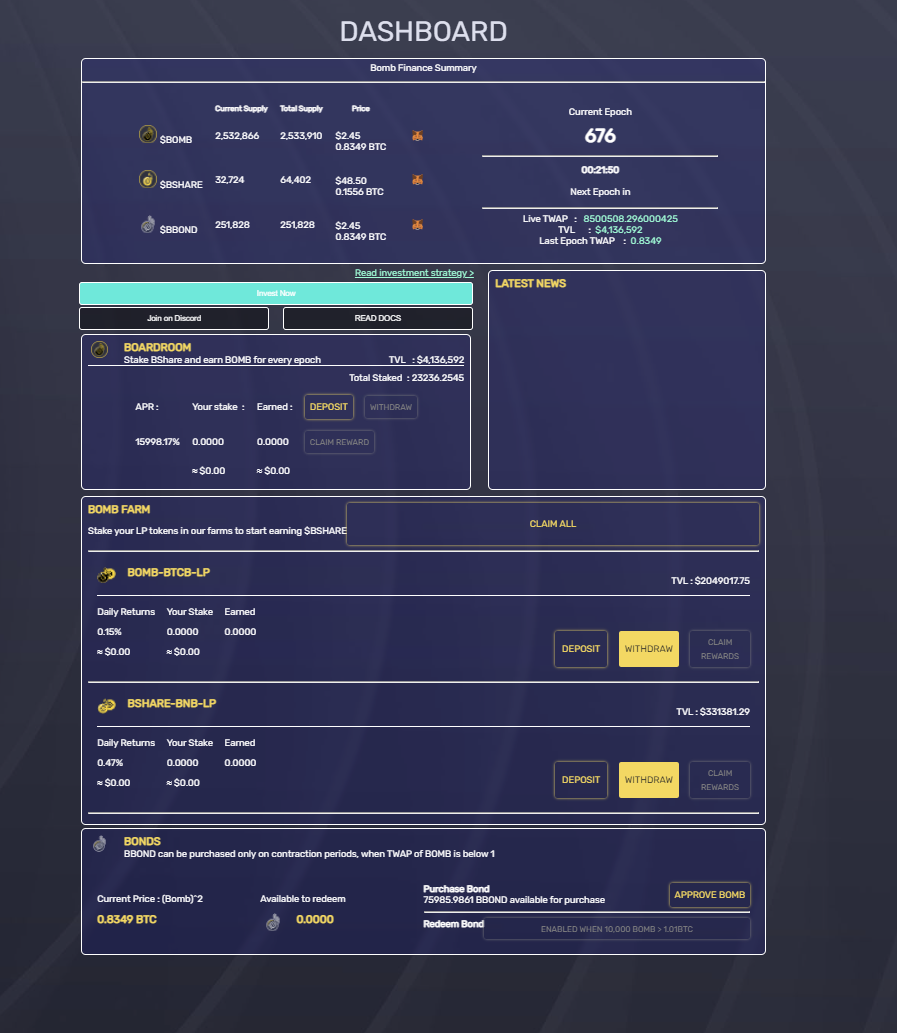 DASHBOARD
Bomb Finance Summary
Current Supply Total Supply Price
$BOMB 2,532,866 2,533,910 $2.45
0.8349 BTC
$BSHARE 32,724 64,402 $48.50
0.1556 BTC
$BBOND 251,828 251,828 $2.45
0.8349 BTC
Current Epoch
676
00:21:50
Next Epoch in
Live TWAP : 8500508.296000425
TVL : $4,136,592
Last Epoch TWAP : 0.8349
Read investment strategy >
Invest Now
Join on Discord READ DOCS
LATEST NEWS
BOARDROOM
Stake BShare and earn BOMB for every epoch TVL : $4,136,592
Total Staked : 23236.2545
APR : Your stake : Earned : DEPOSIT WITHDRAW
15998.17% 0.0000 0.0000 CLAIM REWARD
≈ $0.00 ≈ $0.00
BOMB FARM
Stake your LP tokens in our farms to start earning $BSHARE CLAIM ALL
BOMB-BTCB-LP
TVL : $2049017.75
Daily Returns Your Stake Earned
0.15% 0.0000 0.0000
≈ $0.00 ≈ $0.00
DEPOSIT WITHDRAW CLAIM
REWARDS
BSHARE-BNB-LP
TVL : $331381.29
Daily Returns Your Stake Earned
0.47% 0.0000 0.0000
≈ $0.00 ≈ $0.00
DEPOSIT WITHDRAW CLAIM
REWARDS
BONDS
BBOND can be purchased only on contraction periods, when TWAP of BOMB is below 1
Current Price : (Bomb)^2
0.8349 BTC
Available to redeem
0.0000
Purchase Bond
75985.9861 BBOND available for purchase
APPROVE BOMB
Redeem Bond ENABLED WHEN 10,000 BOMB > 1.01BTC